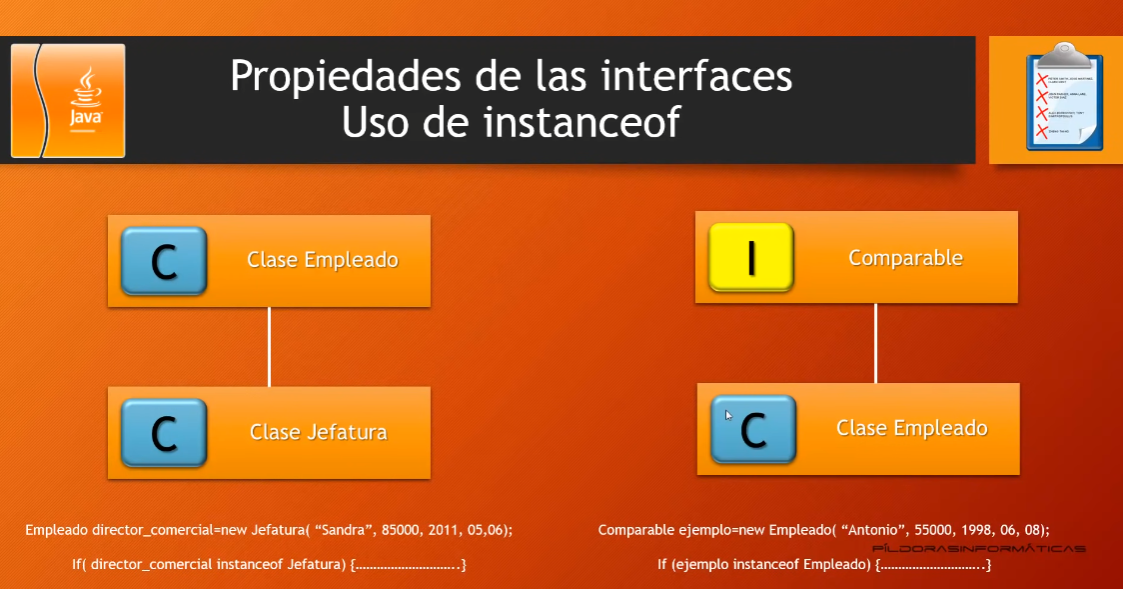 Propiedades de las interfaces
Uso de instanceof
Java
C
Clase Empleado
I
Comparable
C
Clase Jefatura
C
Clase Empleado
Empleado director_comercial=new Jefatura( “Sandra”, 85000, 2011, 05,06);
Comparable ejemplo=new Empleado( “Antonio”, 55000, 1998, 06, 08);
PÍLDORASINFORMÁTICAS
If( director_comercial instanceof Jefatura) {………………………..}
If (ejemplo instanceof Empleado) {………………………..}